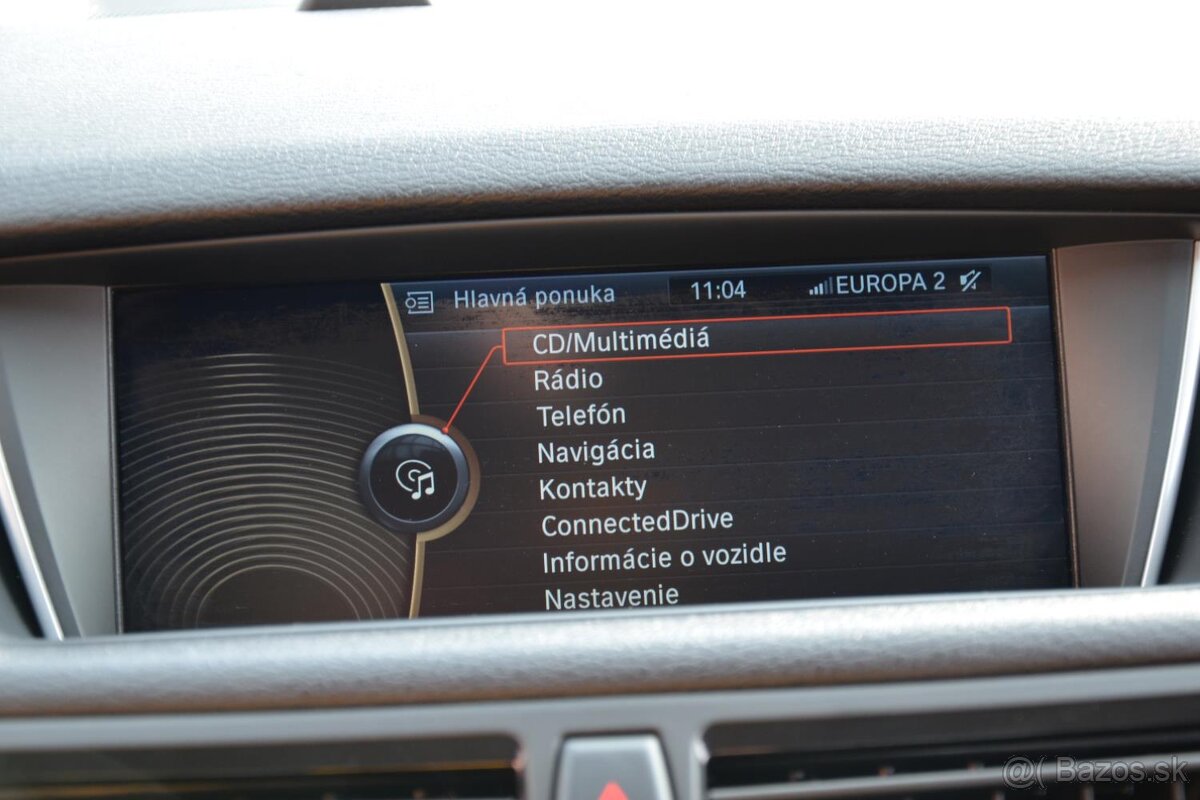 Hlavná ponuka 11:04 EUROPA 2
CD/Multimédiá
Rádio
Telefón
Navigácia
Kontakty
ConnectedDrive
Informácie o vozidle
Nastavenie
@( Bazos.sk